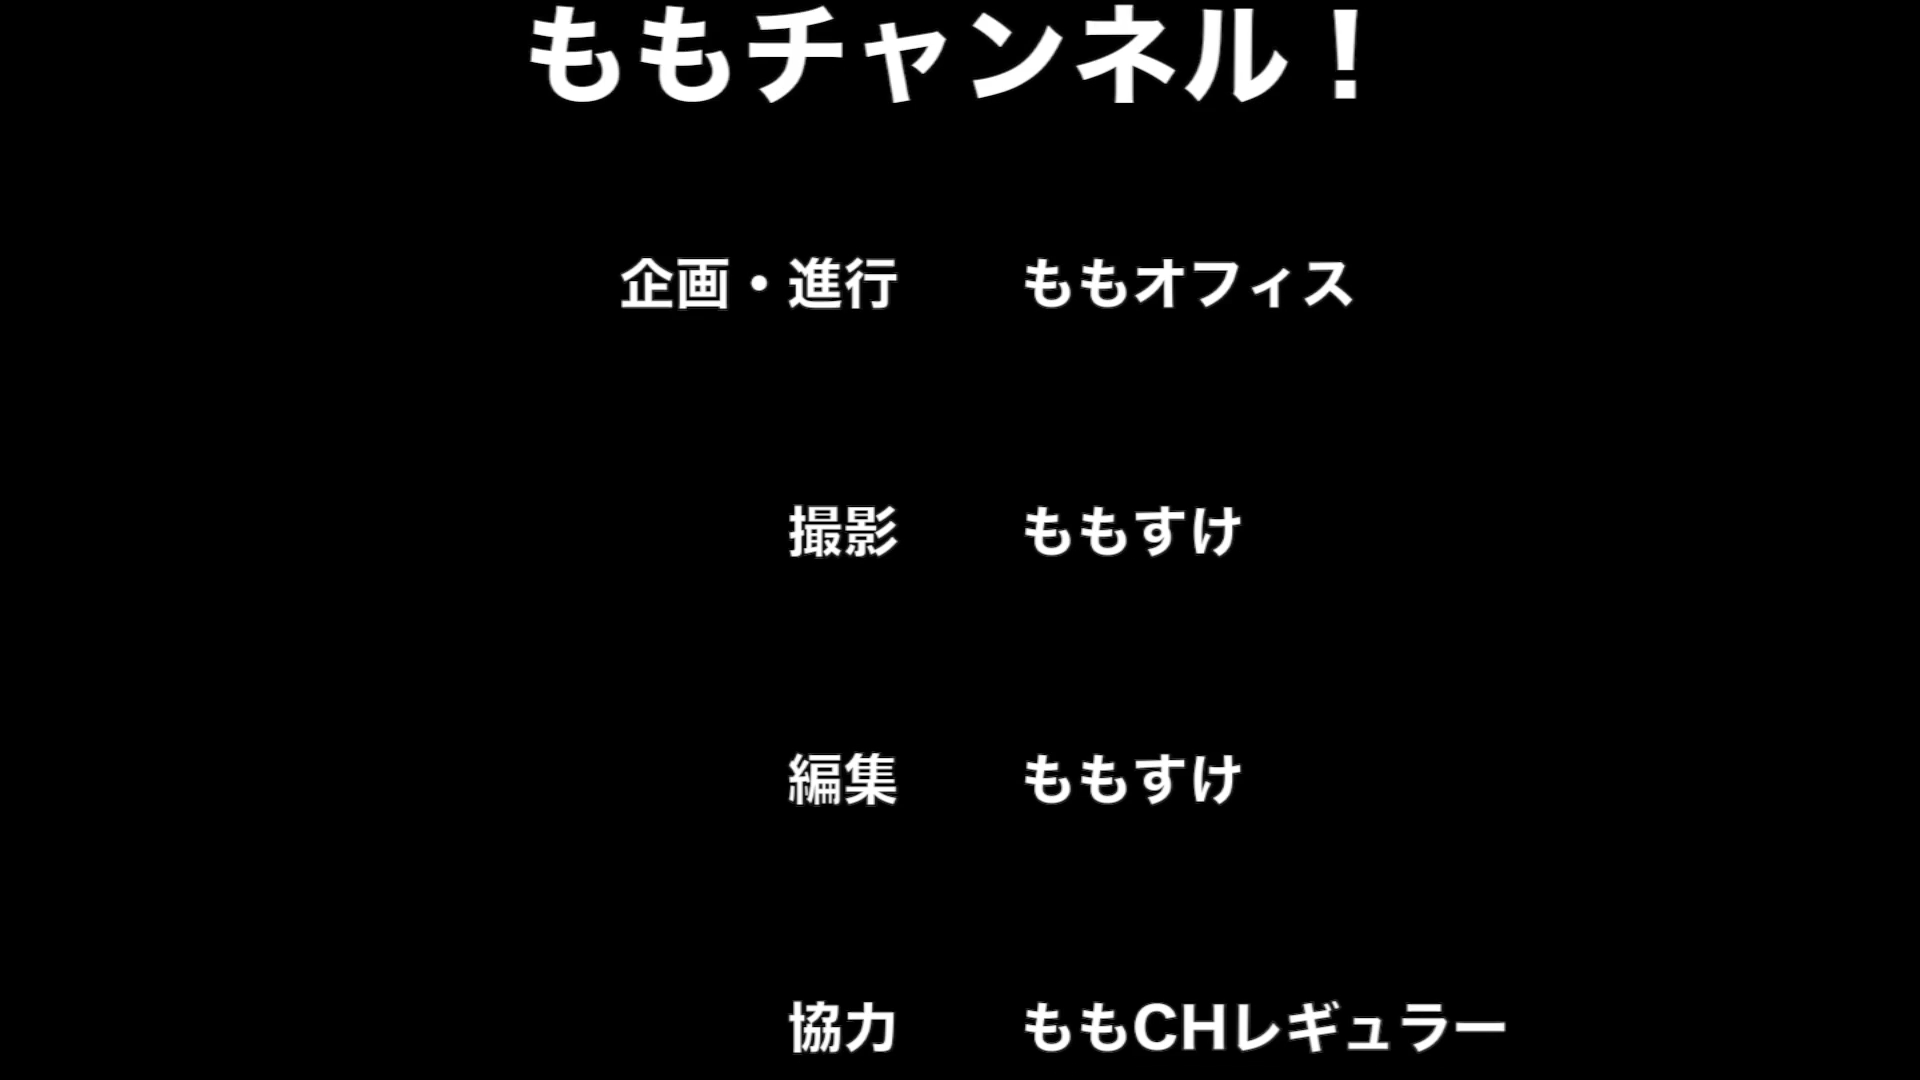 ももチャンネル！
企画・進行　ももオフィス
撮影　ももすけ
編集　ももすけ
協力　ももCHレギュラー